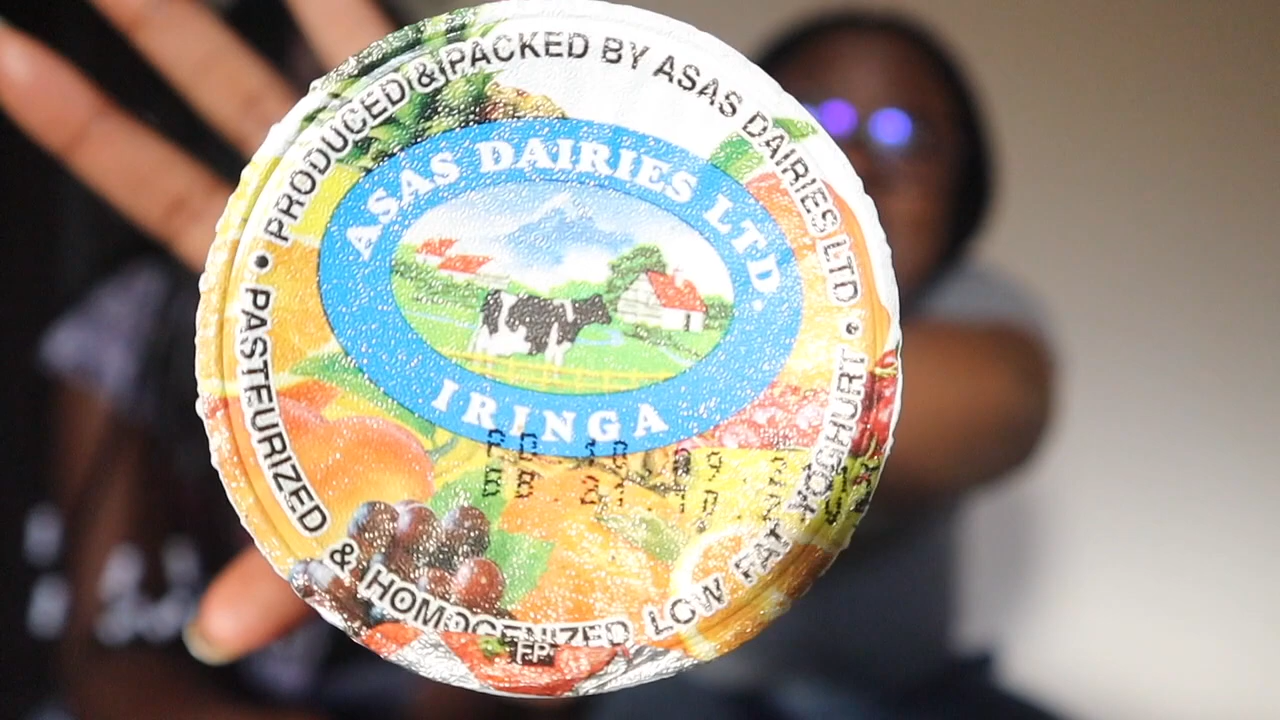 PRODUCED & PACKED BY ASAS DAIRIES LTD •
PASTEURIZED & HOMOGENIZED LOW FAT YOGHURT •
ASAS DAIRIES LTD.
IRINGA
FP